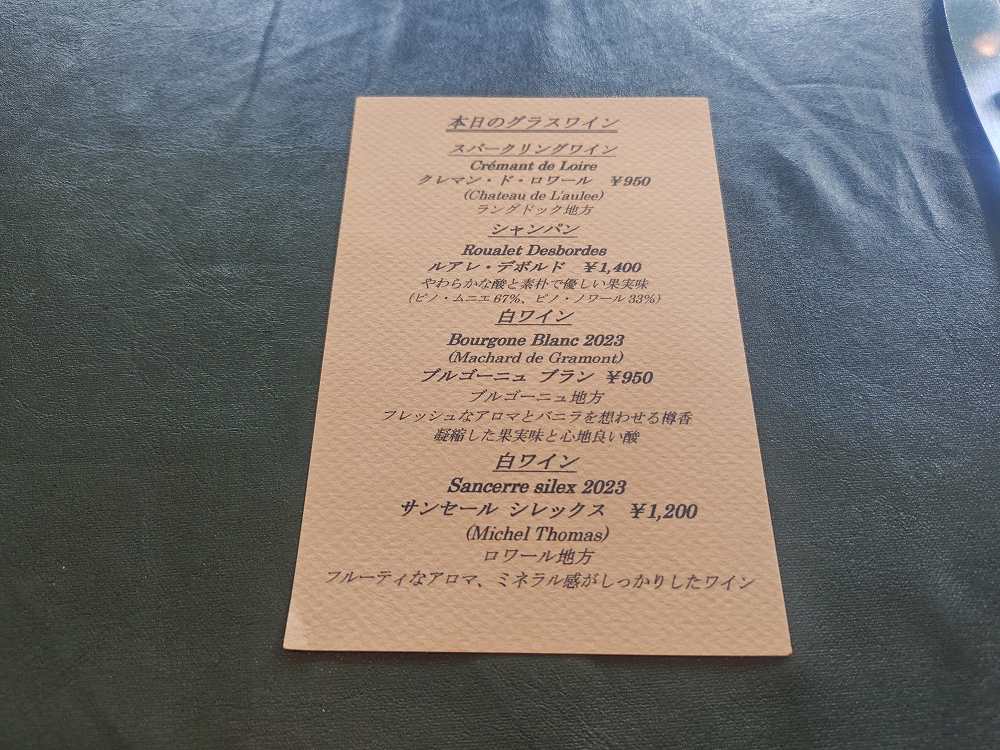 本日のグラスワイン
スパークリングワイン
Crémant de Loire
クレマン・ド・ロワール　￥950
(Chateau de L'aulee)
ラングドック地方
シャンパン
Roualet Desbordes
ルアレ・デボルド　￥1,400
やわらかな酸と素朴で優しい果実味
(ピノ・ムニエ 67%、ピノ・ノワール 33%)
白ワイン
Bourgone Blanc 2023
(Machard de Gramont)
ブルゴーニュ ブラン ￥950
ブルゴーニュ地方
フレッシュなアロマとバニラを想わせる樽香
凝縮した果実味と心地良い酸
白ワイン
Sancerre silex 2023
サンセール シレックス　￥1,200
(Michel Thomas)
ロワール地方
フルーティなアロマ、ミネラル感がしっかりしたワイン